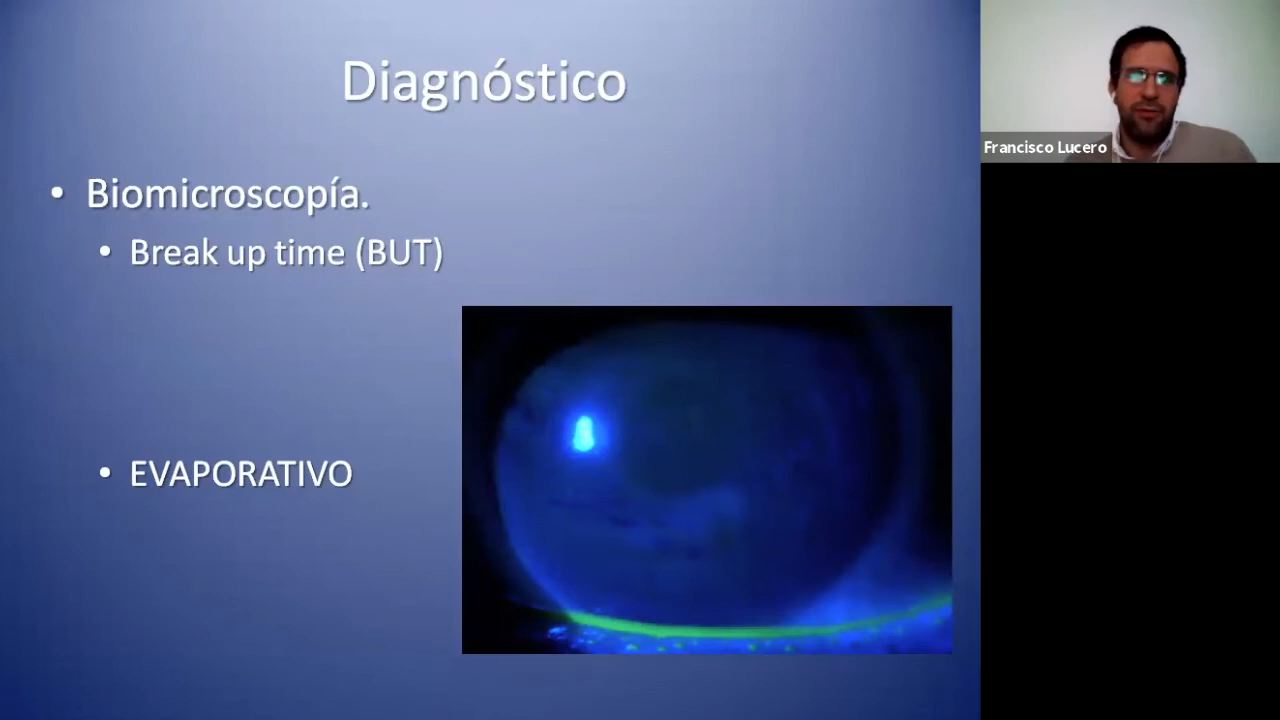 Diagnóstico
• Biomicroscopía.
• Break up time (BUT)
• EVAPORATIVO
Francisco Lucero